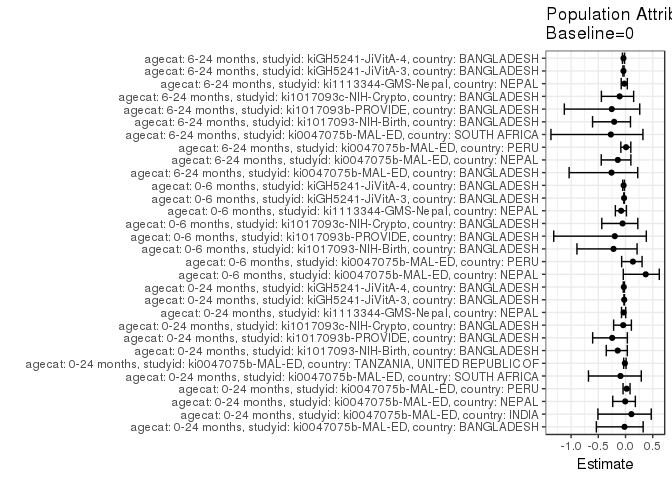 Population Attrib
Baseline=0
agecat: 6-24 months, studyid: kiGH5241-JiVitA-4, country: BANGLADESH
agecat: 6-24 months, studyid: kiGH5241-JiVitA-3, country: BANGLADESH
agecat: 6-24 months, studyid: ki1113344-GMS-Nepal, country: NEPAL
agecat: 6-24 months, studyid: ki1017093c-NIH-Crypto, country: BANGLADESH
agecat: 6-24 months, studyid: ki1017093b-PROVIDE, country: BANGLADESH
agecat: 6-24 months, studyid: ki1017093-NIH-Birth, country: BANGLADESH
agecat: 6-24 months, studyid: ki0047075b-MAL-ED, country: SOUTH AFRICA
agecat: 6-24 months, studyid: ki0047075b-MAL-ED, country: PERU
agecat: 6-24 months, studyid: ki0047075b-MAL-ED, country: NEPAL
agecat: 6-24 months, studyid: ki0047075b-MAL-ED, country: BANGLADESH
agecat: 0-6 months, studyid: kiGH5241-JiVitA-4, country: BANGLADESH
agecat: 0-6 months, studyid: kiGH5241-JiVitA-3, country: BANGLADESH
agecat: 0-6 months, studyid: ki1113344-GMS-Nepal, country: NEPAL
agecat: 0-6 months, studyid: ki1017093c-NIH-Crypto, country: BANGLADESH
agecat: 0-6 months, studyid: ki1017093b-PROVIDE, country: BANGLADESH
agecat: 0-6 months, studyid: ki1017093-NIH-Birth, country: BANGLADESH
agecat: 0-6 months, studyid: ki0047075b-MAL-ED, country: PERU
agecat: 0-6 months, studyid: ki0047075b-MAL-ED, country: NEPAL
agecat: 0-24 months, studyid: kiGH5241-JiVitA-4, country: BANGLADESH
agecat: 0-24 months, studyid: kiGH5241-JiVitA-3, country: BANGLADESH
agecat: 0-24 months, studyid: ki1113344-GMS-Nepal, country: NEPAL
agecat: 0-24 months, studyid: ki1017093c-NIH-Crypto, country: BANGLADESH
agecat: 0-24 months, studyid: ki1017093b-PROVIDE, country: BANGLADESH
agecat: 0-24 months, studyid: ki1017093-NIH-Birth, country: BANGLADESH
agecat: 0-24 months, studyid: ki0047075b-MAL-ED, country: TANZANIA, UNITED REPUBLIC OF
agecat: 0-24 months, studyid: ki0047075b-MAL-ED, country: SOUTH AFRICA
agecat: 0-24 months, studyid: ki0047075b-MAL-ED, country: PERU
agecat: 0-24 months, studyid: ki0047075b-MAL-ED, country: NEPAL
agecat: 0-24 months, studyid: ki0047075b-MAL-ED, country: INDIA
agecat: 0-24 months, studyid: ki0047075b-MAL-ED, country: BANGLADESH
-1.0 -0.5 0.0 0.5
Estimate